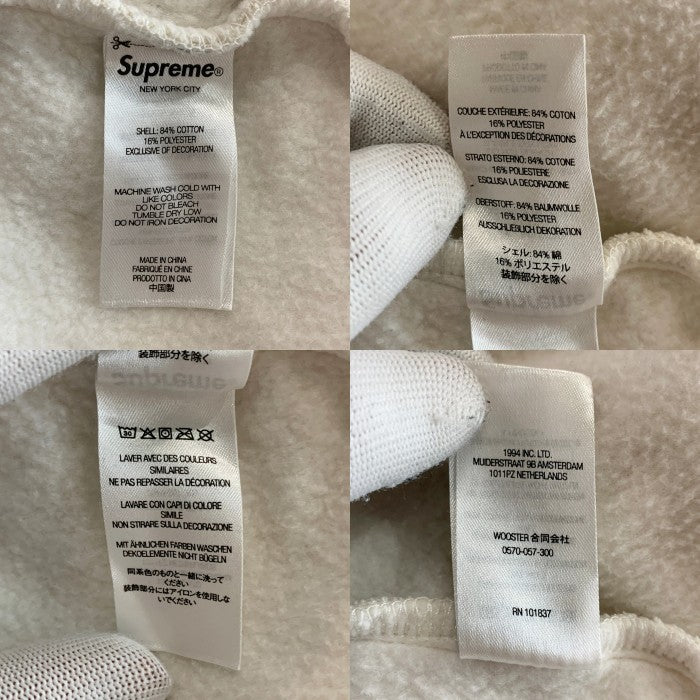 Supreme®
NEW YORK CITY
SHELL: 84% COTTON
16% POLYESTER
EXCLUSIVE OF DECORATION
MACHINE WASH COLD WITH
LIKE COLORS
DO NOT BLEACH
TUMBLE DRY LOW
DO NOT IRON DECORATION
MADE IN CHINA
FABRIQUÉ EN CHINE
PRODOTTO IN CINA
中国製
COUCHE EXTÉRIEURE: 84% COTON
16% POLYESTER
À L'EXCEPTION DES DÉCORATIONS
STRATO ESTERNO: 84% COTONE
16% POLIESTERE
ESCLUSA LA DECORAZIONE
OBERSTOFF: 84% BAUMWOLLE
16% POLYESTER
AUSSCHLIEßLICH DEKORATION
シェル: 84% 綿
16% ポリエステル
装飾部分を除く
装飾部分を除く
30
LAVER AVEC DES COULEURS
SIMILAIRES
NE PAS REPASSER LA DÉCORATION
LAVARE CON CAPI DI COLORE
SIMILE
NON STIRARE SULLA DECORAZIONE
MIT ÄHNLICHEN FARBEN WASCHEN
DEKOELEMENTE NICHT BÜGELN
同系色のものと一緒に洗ってく
ださい
装飾部分にはアイロンを使用しな
いでください
1994 INC. LTD.
MUIDERSTRAAT 9B AMSTERDAM
1011PZ NETHERLANDS
WOOSTER 合同会社
0570-057-300
RN 101837